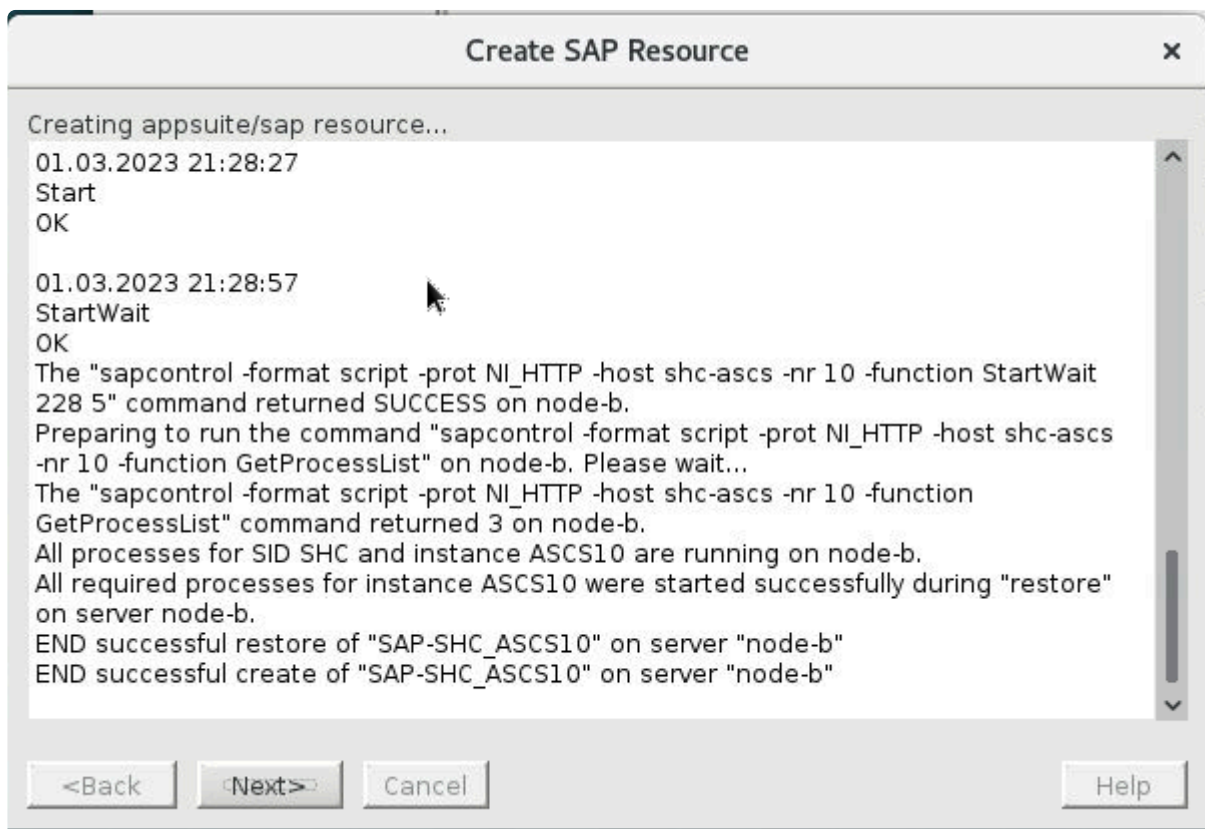 Create SAP Resource
Creating appsuite/sap resource...
01.03.2023 21:28:27
Start
OK
01.03.2023 21:28:57
StartWait
OK
The "sapcontrol -format script -prot NI_HTTP -host shc-ascs -nr 10 -function StartWait
228 5" command returned SUCCESS on node-b.
Preparing to run the command "sapcontrol -format script -prot NI_HTTP -host shc-ascs
-nr 10 -function GetProcessList" on node-b. Please wait...
The "sapcontrol -format script -prot NI_HTTP -host shc-ascs -nr 10 -function
GetProcessList" command returned 3 on node-b.
All processes for SID SHC and instance ASCS10 are running on node-b.
All required processes for instance ASCS10 were started successfully during "restore"
on server node-b.
END successful restore of "SAP-SHC_ASCS10" on server "node-b"
END successful create of "SAP-SHC_ASCS10" on server "node-b"
<Back Next> Cancel Help